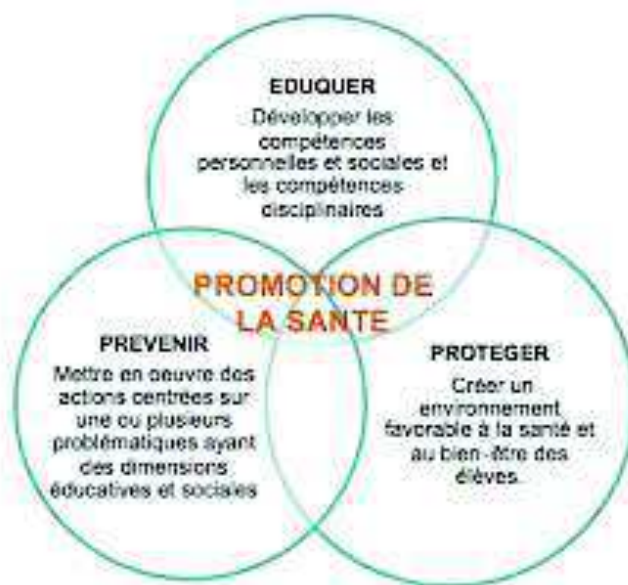 EDUQUER
Développer les
compétences
personnelles et sociales et
les compétences
disciplinaires
PROMOTION DE
LA SANTE
PREVENIR
Mettre en oeuvre des
actions centrées sur
une ou plusieurs
problématiques ayant
des dimensions
éducatives et sociales
PROTEGER
Créer un
environnement
favorable à la santé et
au bien-être des
élèves.